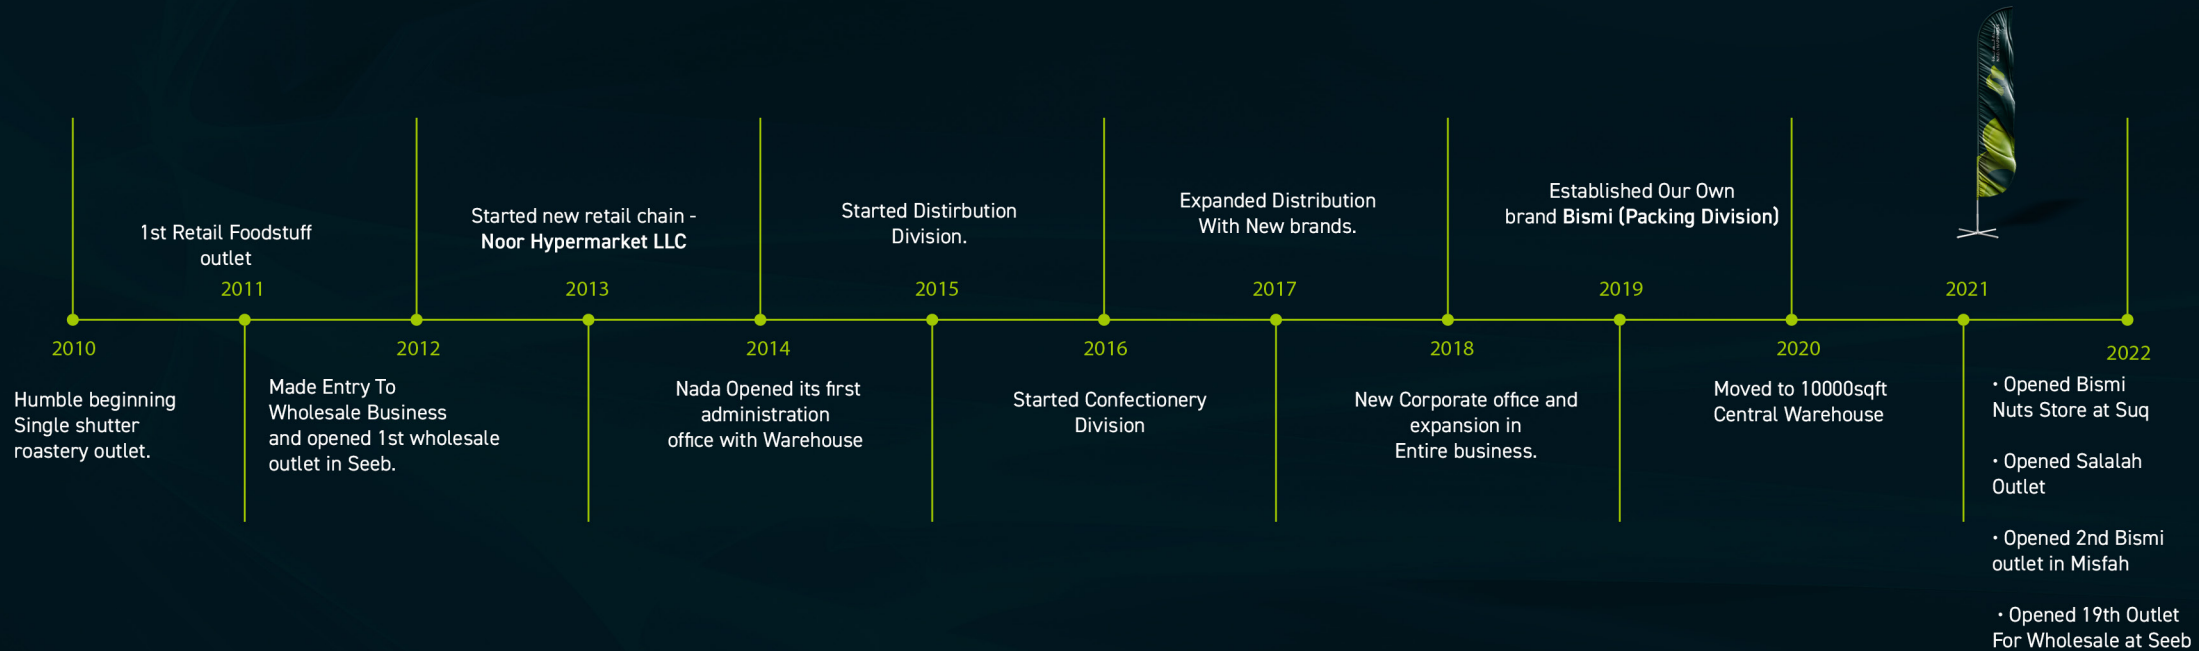 1st Retail Foodstuff
outlet
2011
Started new retail chain -
Noor Hypermarket LLC
2013
Started Distirbution
Division.
2015
Expanded Distribution
With New brands.
2017
Established Our Own
brand Bismi (Packing Division)
2019
2021
2010
Humble beginning
Single shutter
roastery outlet.
2012
Made Entry To
Wholesale Business
and opened 1st wholesale
outlet in Seeb.
2014
Nada Opened its first
administration
office with Warehouse
2016
Started Confectionery
Division
2018
New Corporate office and
expansion in
Entire business.
2020
Moved to 10000sqft
Central Warehouse
2022
• Opened Bismi
Nuts Store at Suq
• Opened Salalah
Outlet
• Opened 2nd Bismi
outlet in Misfah
• Opened 19th Outlet
For Wholesale at Seeb